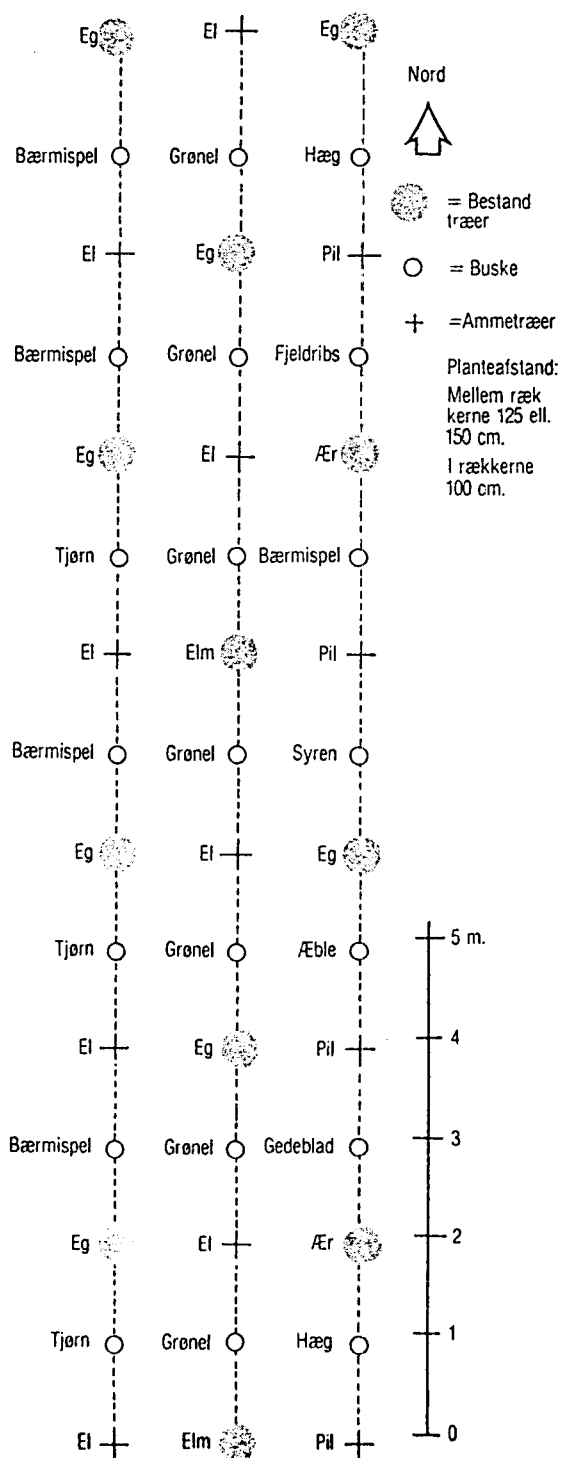 Eg El Eg
Bærmispel Grønel Hæg
El Eg Pil
Bærmispel Grønel Fjeldribs
Eg El Ær
Tjørn Grønel Bærmispel
El Elm Pil
Bærmispel Grønel Syren
Eg El Eg
Tjørn Grønel Æble
El Eg Pil
Bærmispel Grønel Gedeblad
Eg El Ær
Tjørn Grønel Hæg
El Elm Pil
Nord
= Bestand
træer
= Buske
=Ammetræer
Planteafstand:
Mellem ræk
kerne 125 ell.
150 cm.
I rækkerne
100 cm.
5 m.
4
3
2
1
0